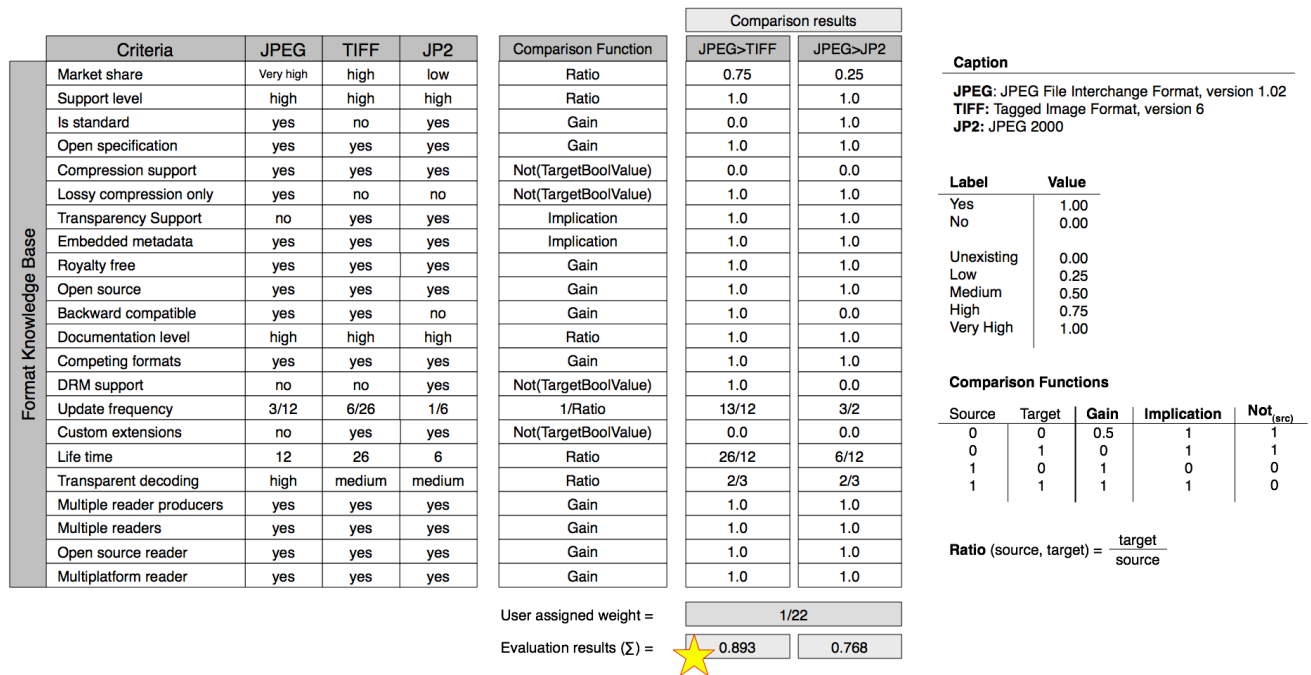 Comparison results
Criteria JPEG TIFF JP2 Comparison Function JPEG>TIFF JPEG>JP2
Format Knowledge Base
Market share Very high high low Ratio 0.75 0.25
Support level high high high Ratio 1.0 1.0
Is standard yes no yes Gain 0.0 1.0
Open specification yes yes yes Gain 1.0 1.0
Compression support yes yes yes Not(TargetBoolValue) 0.0 0.0
Lossy compression only yes no no Not(TargetBoolValue) 1.0 1.0
Transparency Support no yes yes Implication 1.0 1.0
Embedded metadata yes yes yes Implication 1.0 1.0
Royalty free yes yes yes Gain 1.0 1.0
Open source yes yes yes Gain 1.0 1.0
Backward compatible yes yes no Gain 1.0 0.0
Documentation level high high high Ratio 1.0 1.0
Competing formats yes yes yes Gain 1.0 1.0
DRM support no no yes Not(TargetBoolValue) 1.0 0.0
Update frequency 3/12 6/26 1/6 1/Ratio 13/12 3/2
Custom extensions no yes yes Not(TargetBoolValue) 0.0 0.0
Life time 12 26 6 Ratio 26/12 6/12
Transparent decoding high medium medium Ratio 2/3 2/3
Multiple reader producers yes yes yes Gain 1.0 1.0
Multiple readers yes yes yes Gain 1.0 1.0
Open source reader yes yes yes Gain 1.0 1.0
Multiplatform reader yes yes yes Gain 1.0 1.0
User assigned weight = 1/22
Evaluation results (∑) = 0.893 0.768
Caption
JPEG: JPEG File Interchange Format, version 1.02
TIFF: Tagged Image Format, version 6
JP2: JPEG 2000
Label Value
Yes 1.00
No 0.00
Unexisting 0.00
Low 0.25
Medium 0.50
High 0.75
Very High 1.00
Comparison Functions
Source Target Gain Implication Not(src)
0 0 0.5 1 1
0 1 0 1 1
1 0 1 0 0
1 1 1 1 0
Ratio (source, target) = target
source